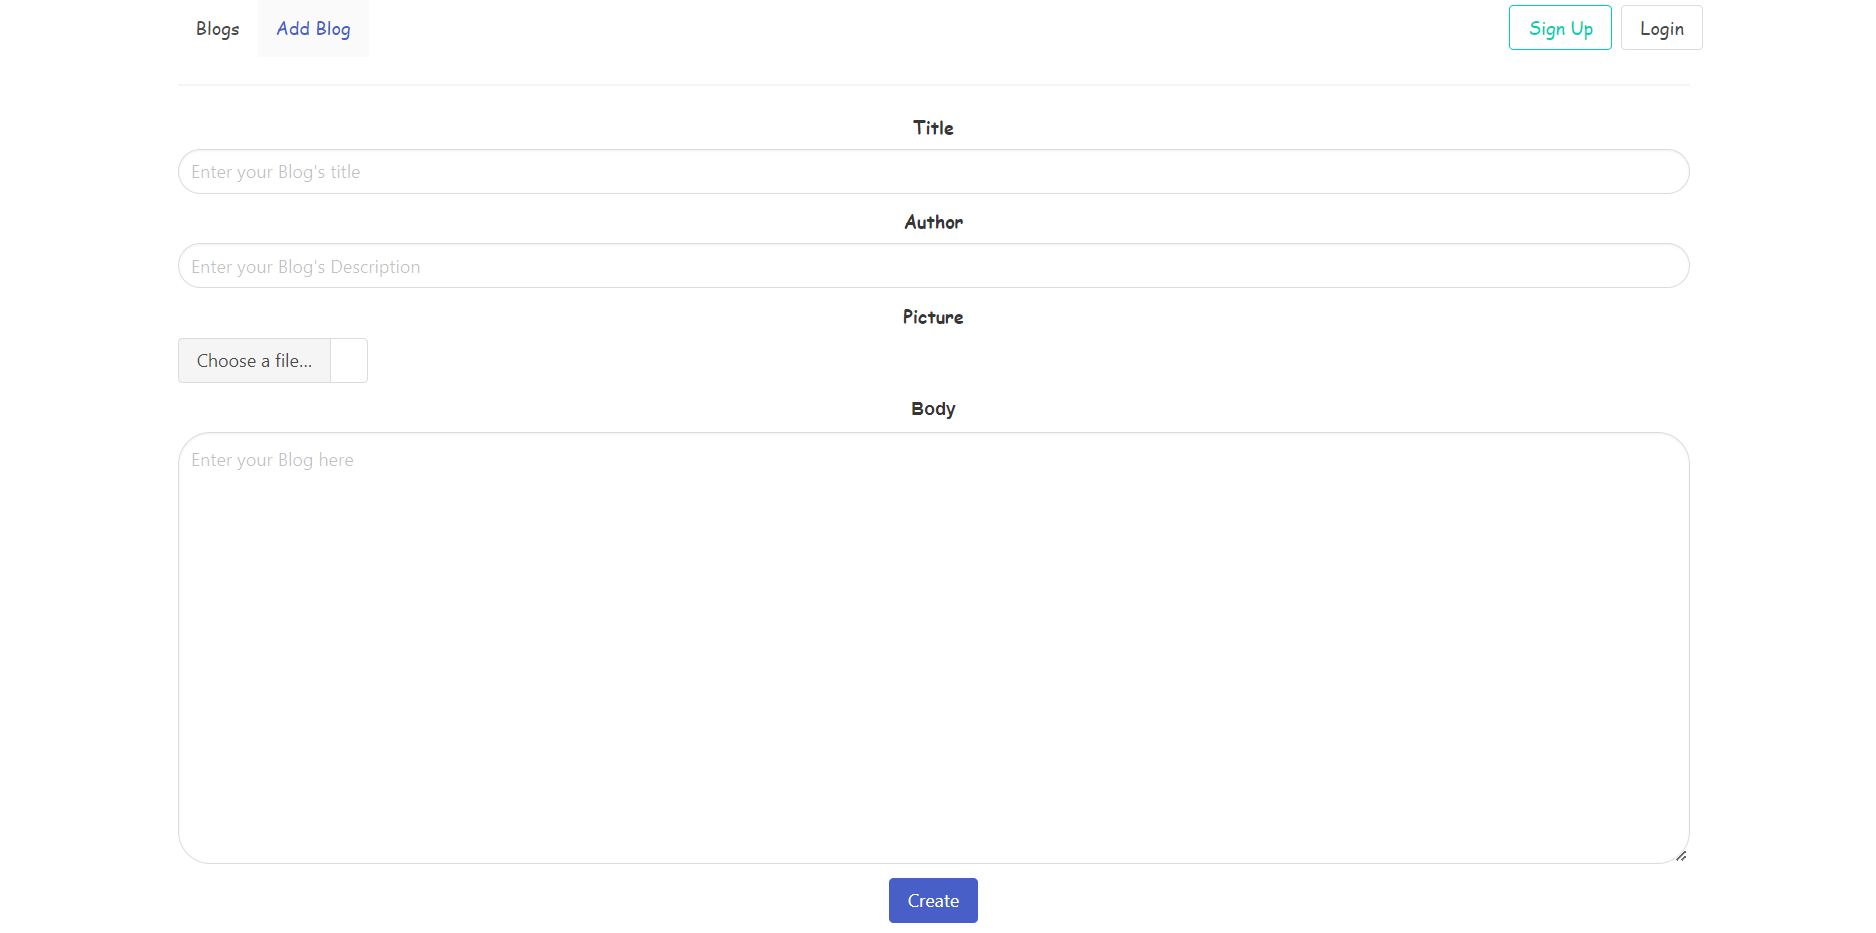 Blogs Add Blog Sign Up Login
Title
Enter your Blog's title
Author
Enter your Blog's Description
Picture
Choose a file...
Body
Enter your Blog here
Create